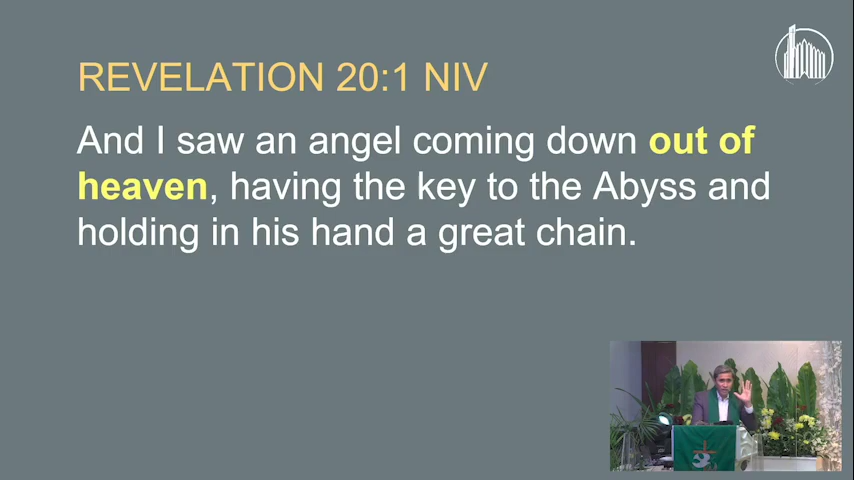 REVELATION 20:1 NIV
And I saw an angel coming down out of
heaven, having the key to the Abyss and
holding in his hand a great chain.